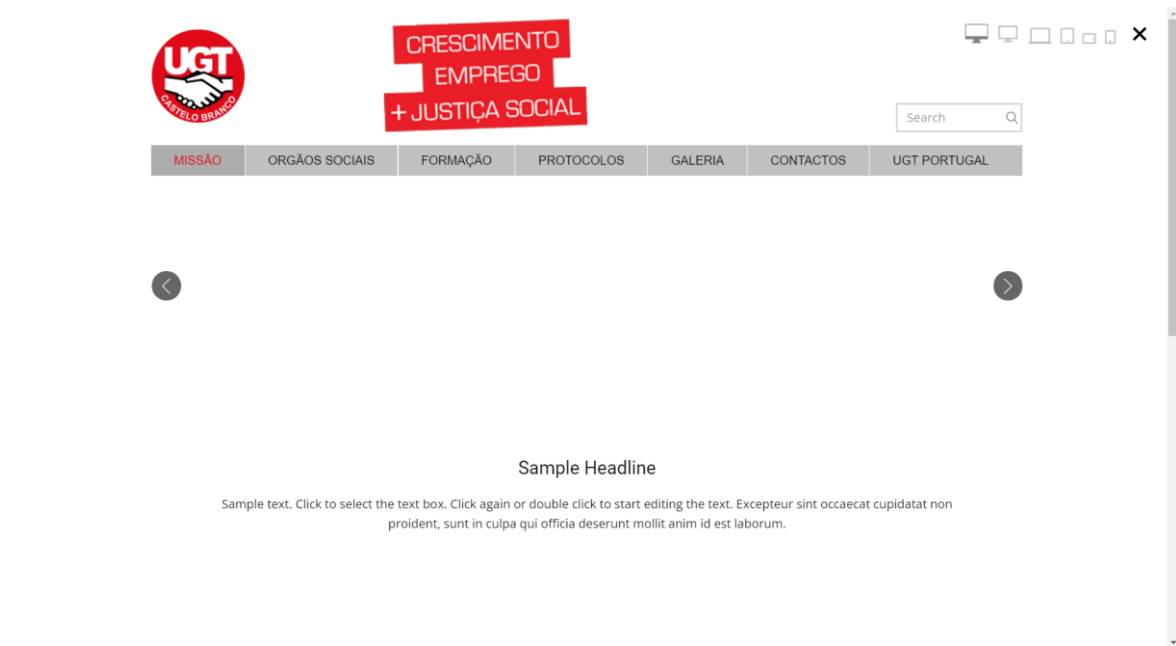 UGT
CASTELO BRANCO
CRESCIMENTO
EMPREGO
+ JUSTIÇA SOCIAL
Search
MISSÃO ORGÃOS SOCIAIS FORMAÇÃO PROTOCOLOS GALERIA CONTACTOS UGT PORTUGAL
Sample Headline
Sample text. Click to select the text box. Click again or double click to start editing the text. Excepteur sint occaecat cupidatat non
proident, sunt in culpa qui officia deserunt mollit anim id est laborum.